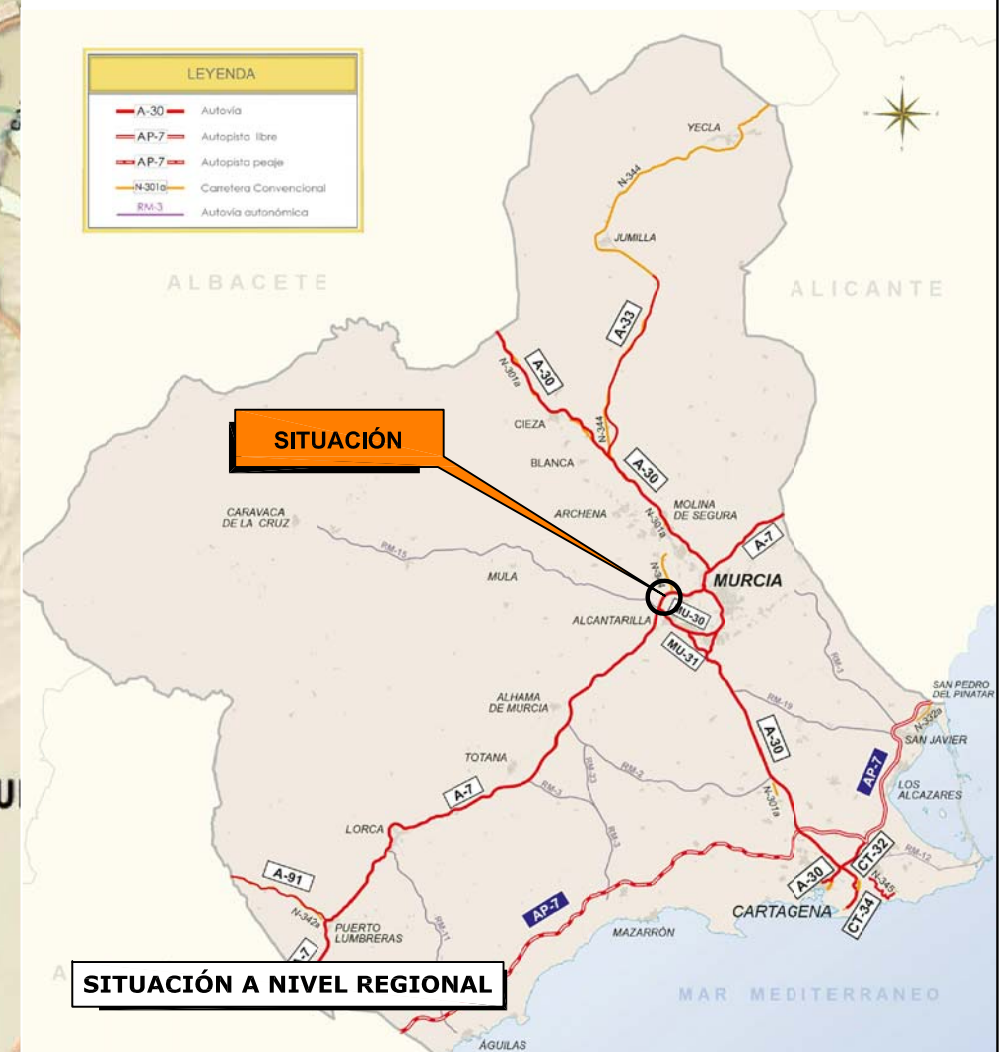 LEYENDA
A-30 Autovía
AP-7 Autopista libre
AP-7 Autopista peaje
N-301a Carretera Convencional
RM-3 Autovía autonómica
YECLA
N-344
JUMILLA
ALBACETE
ALICANTE
A-33
N-301a
A-30
SITUACIÓN
CIEZA
N-344
BLANCA
A-30
CARAVACA
DE LA CRUZ
ARCHENA
N-301a
MOLINA
DE SEGURA
A-7
RM-15
MULA
MURCIA
ALCANTARILLA
MU-30
MU-31
RM-1
SAN PEDRO
DEL PINATAR
ALHAMA
DE MURCIA
RM-19
N-332a
SAN JAVIER
A-30
TOTANA
RM-23
RM-2
AP-7
LOS
ALCAZARES
A-7
RM-3
N-301a
LORCA
RM-3
CT-32
RM-12
A-91
A-30
N-345
N-342a
AP-7
CARTAGENA
CT-34
PUERTO
LUMBRERAS
RM-11
MAZARRÓN
A-7
SITUACIÓN A NIVEL REGIONAL
MAR MEDITERRANEO
ÁGUILAS